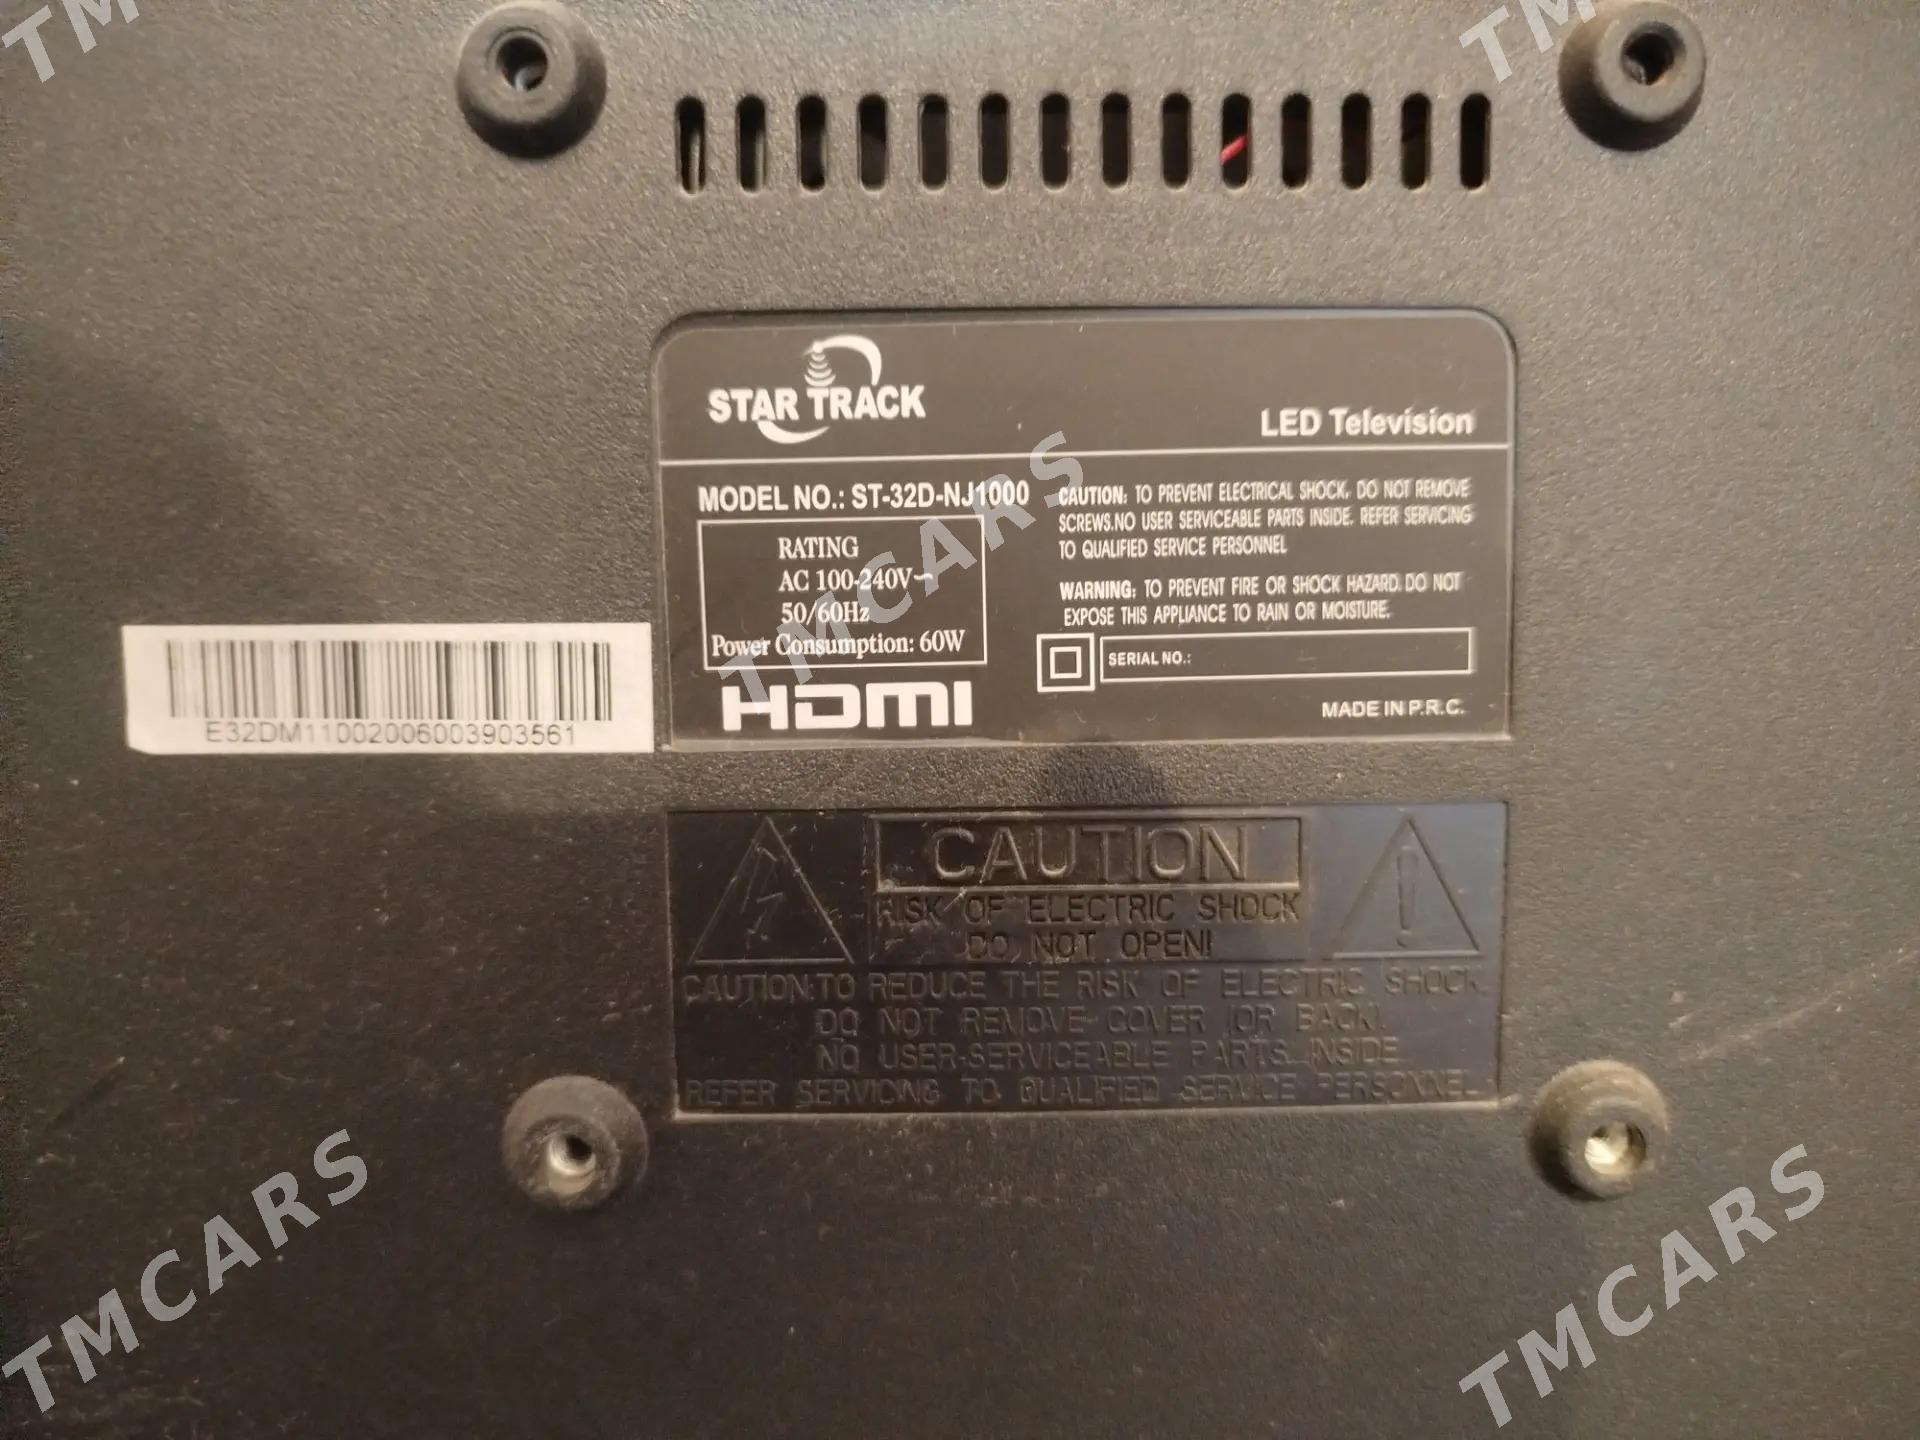 STAR TRACK
LED Television
MODEL NO.: ST-32D-NJ1000
RATING
AC 100-240V~
50/60Hz
Power Consumption: 60W
HDMI
CAUTION: TO PREVENT ELECTRICAL SHOCK, DO NOT REMOVE
SCREWS.NO USER SERVICEABLE PARTS INSIDE. REFER SERVICING
TO QUALIFIED SERVICE PERSONNEL
WARNING: TO PREVENT FIRE OR SHOCK HAZARD. DO NOT
EXPOSE THIS APPLIANCE TO RAIN OR MOISTURE.
SERIAL NO.:
MADE IN P.R.C.
E32DM11002006003903561
CAUTION
RISK OF ELECTRIC SHOCK
DO NOT OPEN!
CAUTION:TO REDUCE THE RISK OF ELECTRIC SHOCK,
DO NOT REMOVE COVER (OR BACK).
NO USER-SERVICEABLE PARTS INSIDE
REFER SERVICING TO QUALIFIED SERVICE PERSONNEL.
TMCARS
TMCARS
TMCARS